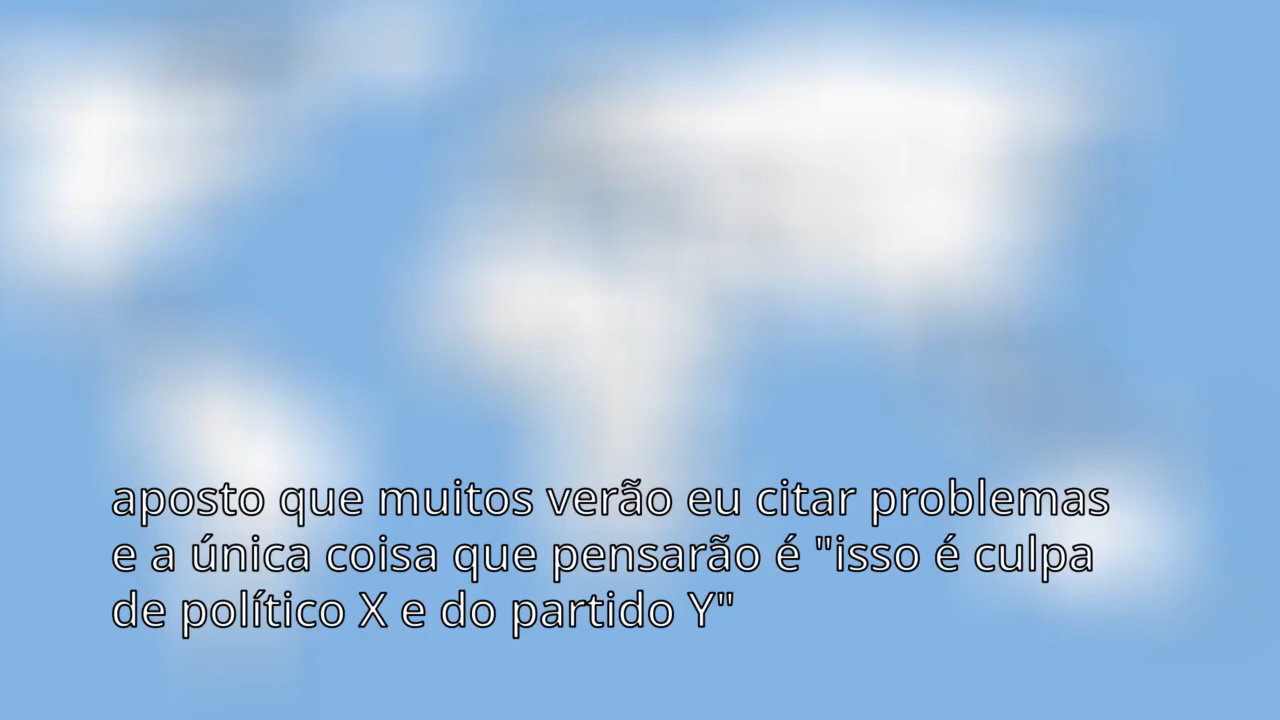 aposto que muitos verão eu citar problemas
e a única coisa que pensarão é "isso é culpa
de político X e do partido Y"